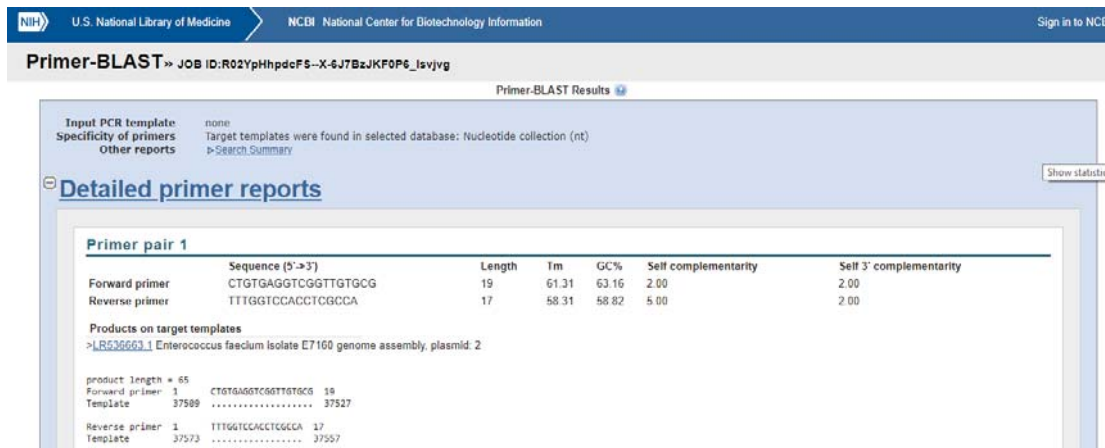 NIH U.S. National Library of Medicine NCBI National Center for Biotechnology Information Sign in to NCB
Primer-BLAST» JOB ID:R02YpHhpdcFS--X-6J7BzJKF0P6_lsvjvg
Primer-BLAST Results
Input PCR template none
Specificity of primers Target templates were found in selected database: Nucleotide collection (nt)
Other reports Search Summary
Show statistic
Detailed primer reports
Primer pair 1
Sequence (5'->3') Length Tm GC% Self complementarity Self 3' complementarity
Forward primer CTGTGAGGTCGGTTGTGCG 19 61.31 63.16 2.00 2.00
Reverse primer TTTGGTCCACCTCGCCA 17 58.31 58.82 5.00 2.00
Products on target templates
>LR536663.1 Enterococcus faecium isolate E7160 genome assembly, plasmid: 2
product length = 65
Forward primer 1 CTGTGAGGTCGGTTGTGCG 19
Template 37509 ................... 37527
Reverse primer 1 TTTGGTCCACCTCGCCA 17
Template 37573 ................. 37557